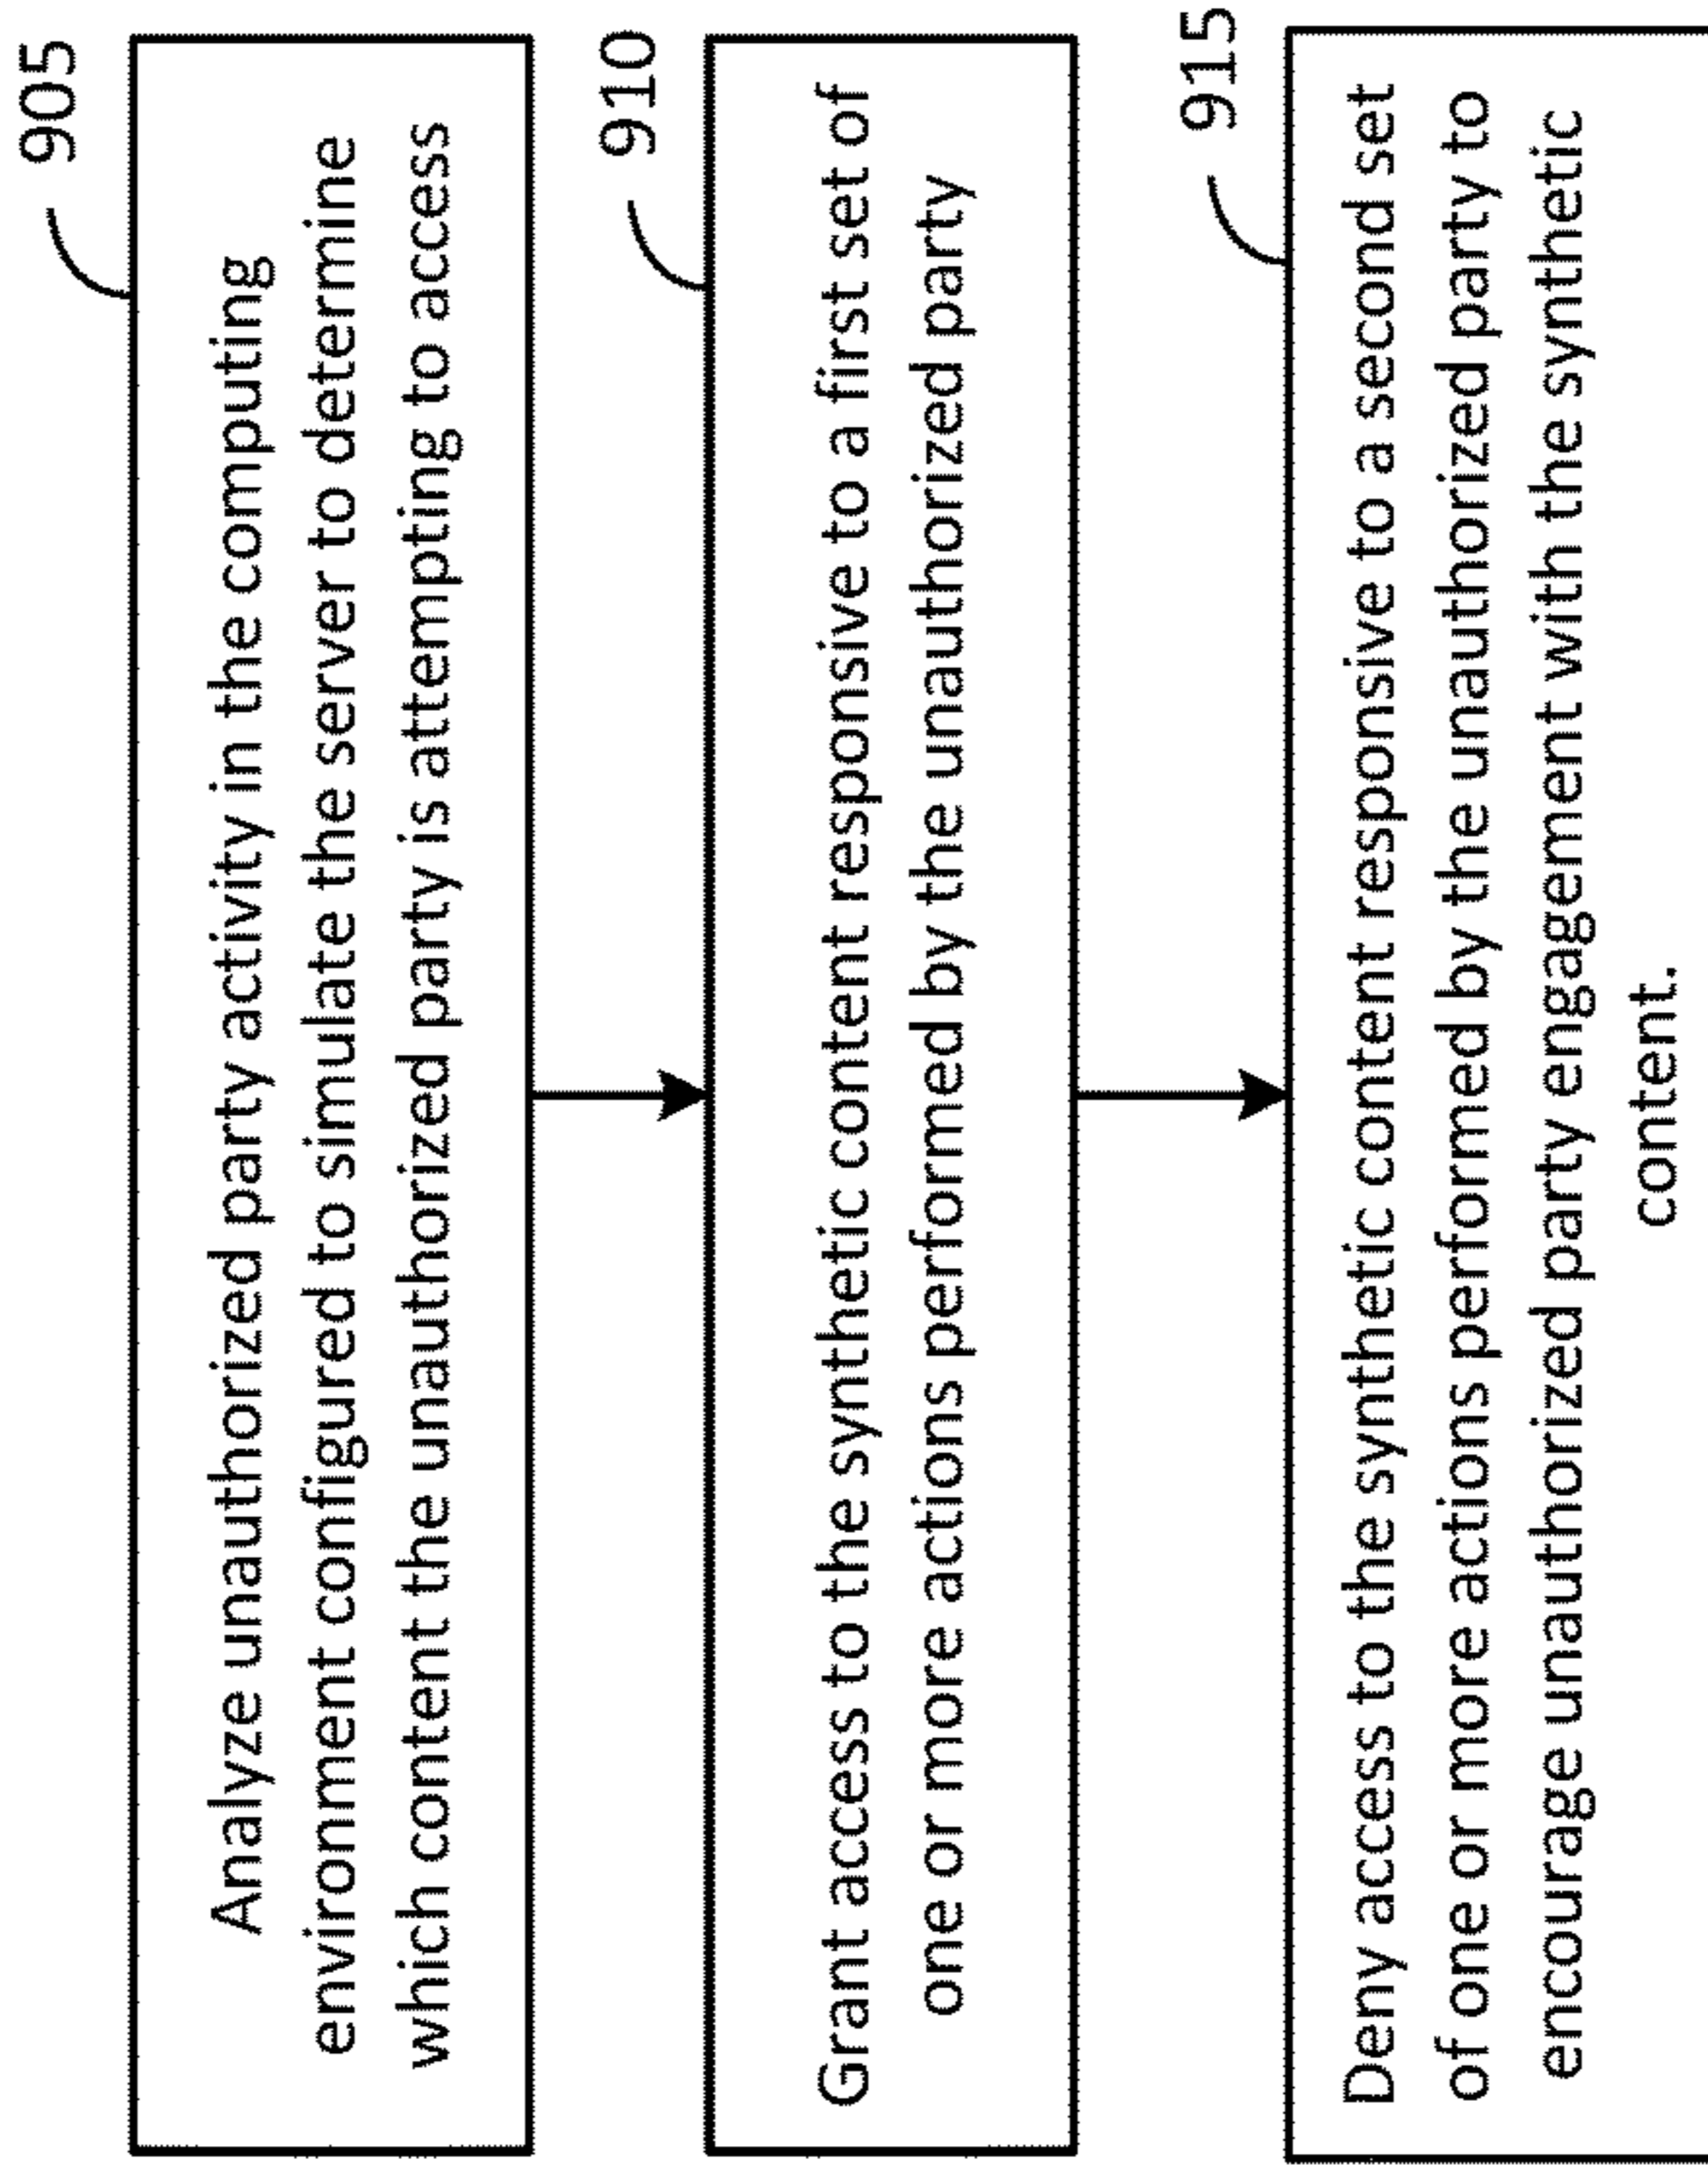 905
Analyze unauthorized party activity in the computing
environment configured to simulate the server to determine
which content the unauthorized party is attempting to access
910
Grant access to the synthetic content responsive to a first set of
one or more actions performed by the unauthorized party
915
Deny access to the synthetic content responsive to a second set
of one or more actions performed by the unauthorized party to
encourage unauthorized party engagement with the synthetic
content.